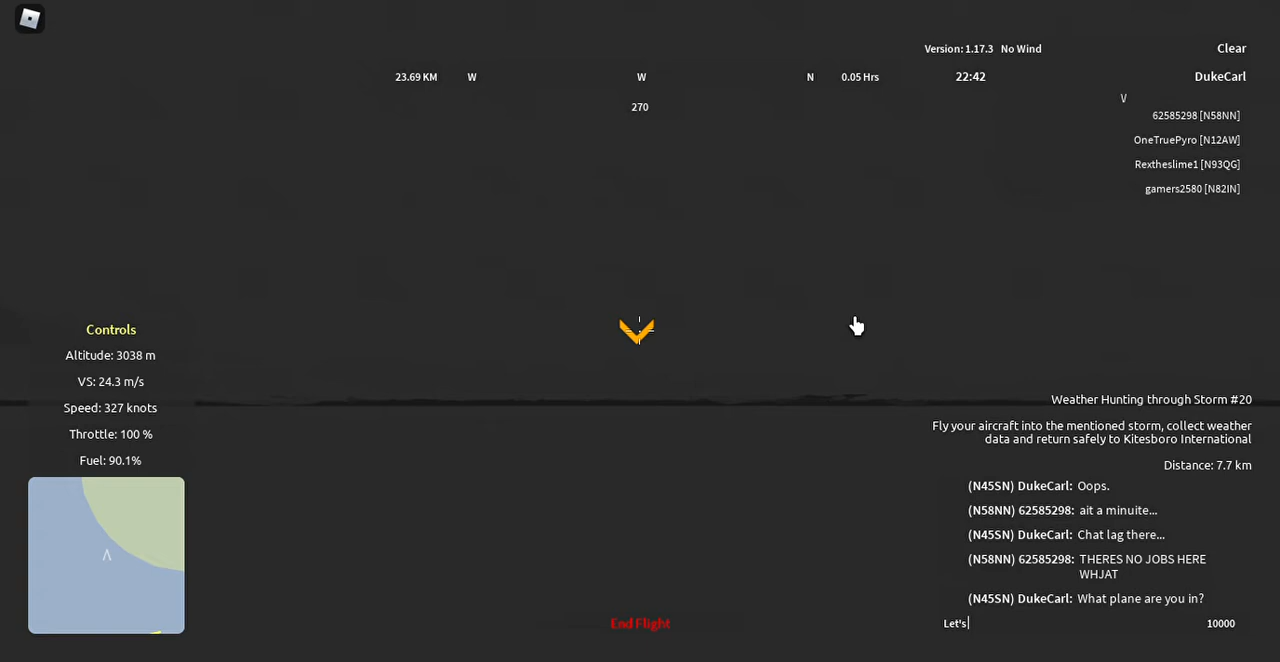 Version: 1.17.3 No Wind
Clear
23.69 KM W W N 0.05 Hrs
22:42
DukeCarl
270
V
62585298 [N58NN]
OneTruePyro [N12AW]
Rextheslime1 [N93QG]
gamers2580 [N82IN]
Controls
Altitude: 3038 m
VS: 24.3 m/s
Speed: 327 knots
Throttle: 100 %
Fuel: 90.1%
Weather Hunting through Storm #20
Fly your aircraft into the mentioned storm, collect weather
data and return safely to Kitesboro International
Distance: 7.7 km
(N45SN) DukeCarl: Oops.
(N58NN) 62585298: ait a minuite...
(N45SN) DukeCarl: Chat lag there...
(N58NN) 62585298: THERES NO JOBS HERE
WHJAT
(N45SN) DukeCarl: What plane are you in?
Let's
10000
End Flight